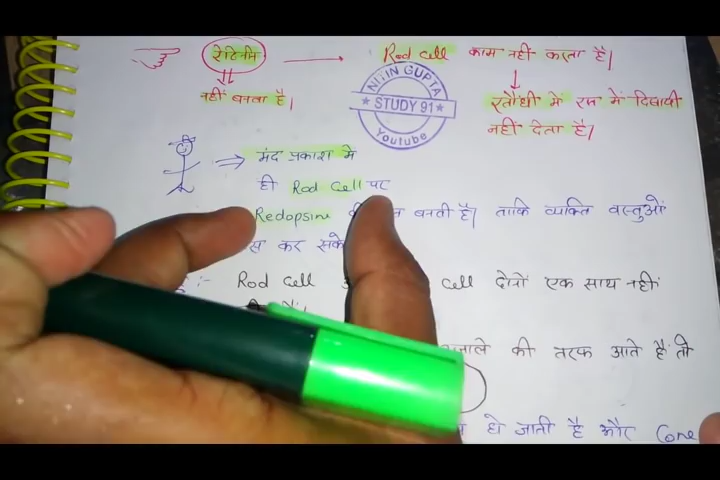 रेटिनिन Rod cell काम नहीं करता है।
नहीं बनता है। रतौंधी में रात में दिखायी
नहीं देता है।
NITIN GUPTA
★ STUDY 91 ★
Youtube
मंद प्रकाश में
ही Rod Cell पर
Redopsine बनती है। ताकि व्यक्ति वस्तुओं
कर सके
:- Rod Cell Cell दोनों एक साथ नहीं
की तरफ आते है तो
हो जाती है और Cone